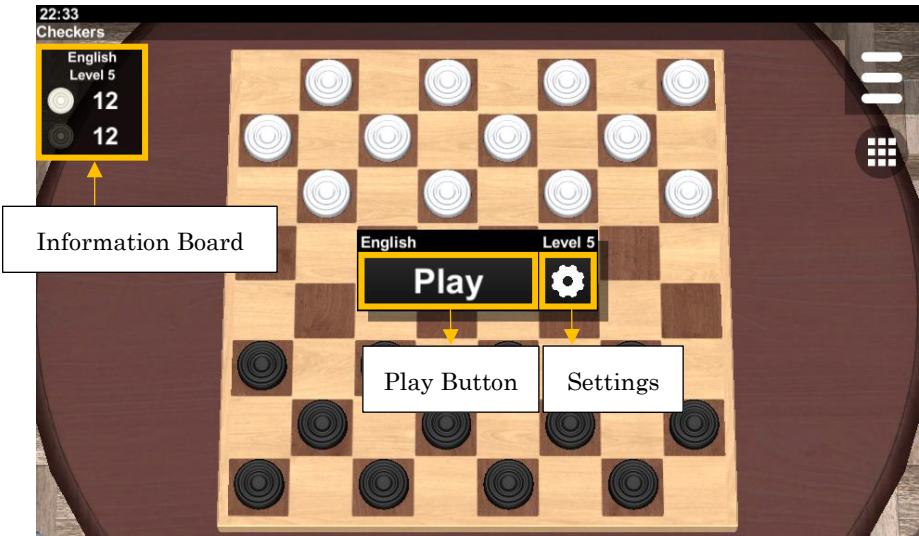 22:33
Checkers
English
Level 5
12
12
Information Board
English Level 5
Play
Play Button
Settings